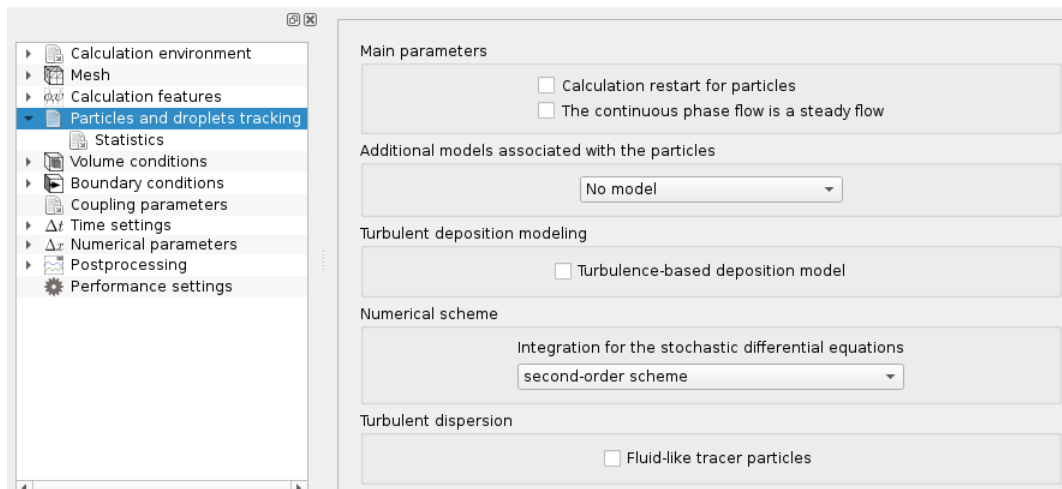 Calculation environment
Mesh
Calculation features
Particles and droplets tracking
Statistics
Volume conditions
Boundary conditions
Coupling parameters
Δt Time settings
Δx Numerical parameters
Postprocessing
Performance settings
Main parameters
Calculation restart for particles
The continuous phase flow is a steady flow
Additional models associated with the particles
No model
Turbulent deposition modeling
Turbulence-based deposition model
Numerical scheme
Integration for the stochastic differential equations
second-order scheme
Turbulent dispersion
Fluid-like tracer particles